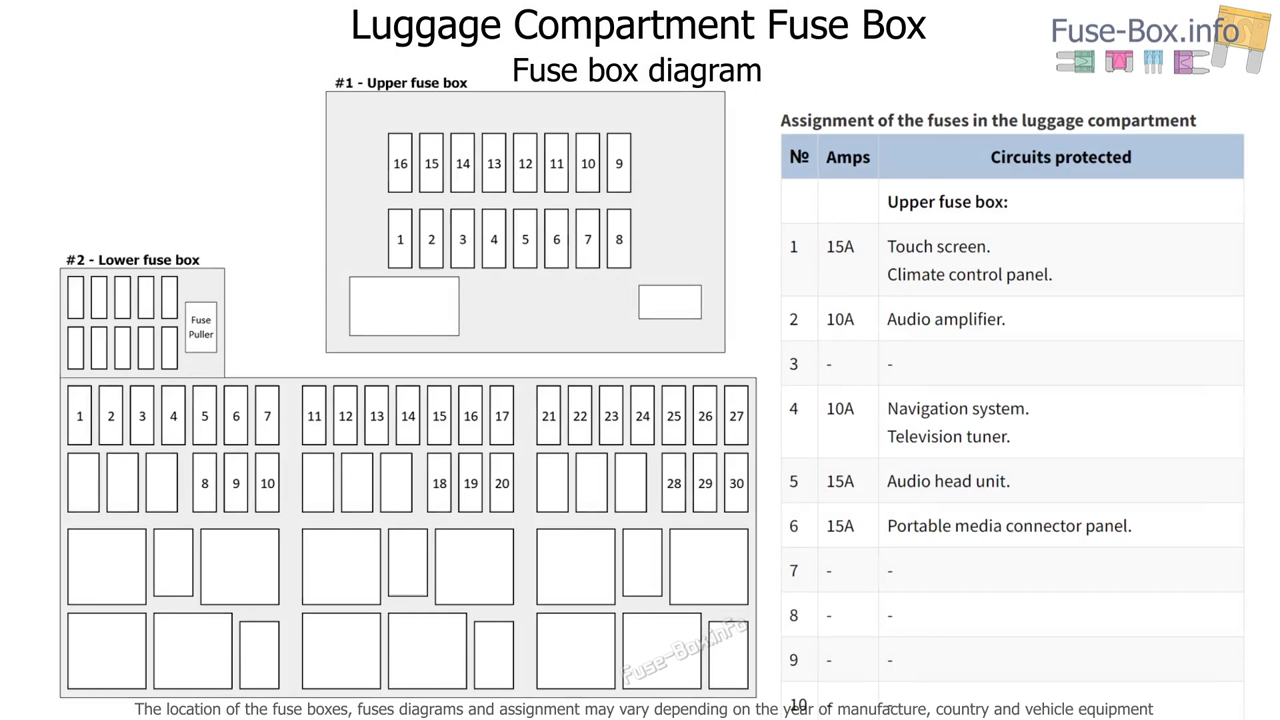 Luggage Compartment Fuse Box
Fuse box diagram
Fuse-Box.info
#1 - Upper fuse box
16 15 14 13 12 11 10 9
1 2 3 4 5 6 7 8
#2 - Lower fuse box
Fuse
Puller
1 2 3 4 5 6 7 11 12 13 14 15 16 17 21 22 23 24 25 26 27
8 9 10 18 19 20 28 29 30
Fuse-Box.inFo
Assignment of the fuses in the luggage compartment
№ Amps Circuits protected
Upper fuse box:
1 15A Touch screen.
Climate control panel.
2 10A Audio amplifier.
3 - -
4 10A Navigation system.
Television tuner.
5 15A Audio head unit.
6 15A Portable media connector panel.
7 - -
8 - -
9 - -
10 - -
The location of the fuse boxes, fuses diagrams and assignment may vary depending on the year of manufacture, country and vehicle equipment